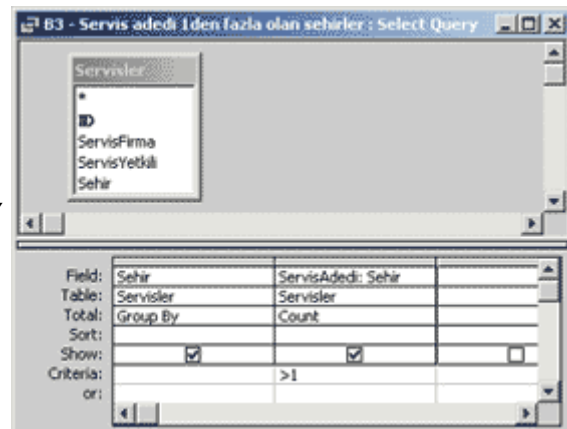 B3 - Servis adedi 1den fazla olan sehirler : Select Query
Servisler
*
ID
ServisFirma
ServisYetkili
Sehir
Field: Sehir ServisAdedi: Sehir
Table: Servisler Servisler
Total: Group By Count
Sort:
Show:
Criteria: >1
or: